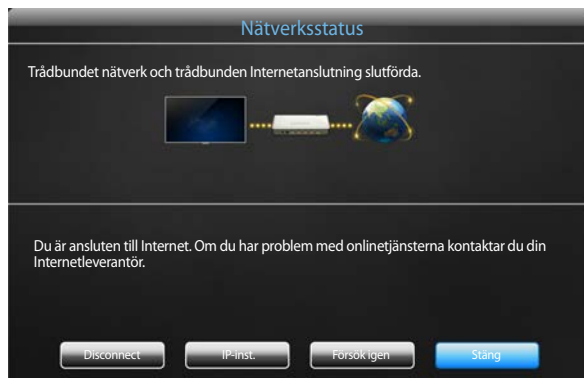 Nätverksstatus
Trådbundet nätverk och trådbunden Internetanslutning slutförda.
Du är ansluten till Internet. Om du har problem med onlinetjänsterna kontaktar du din
Internetleverantör.
Disconnect IP-inst. Försök igen Stäng